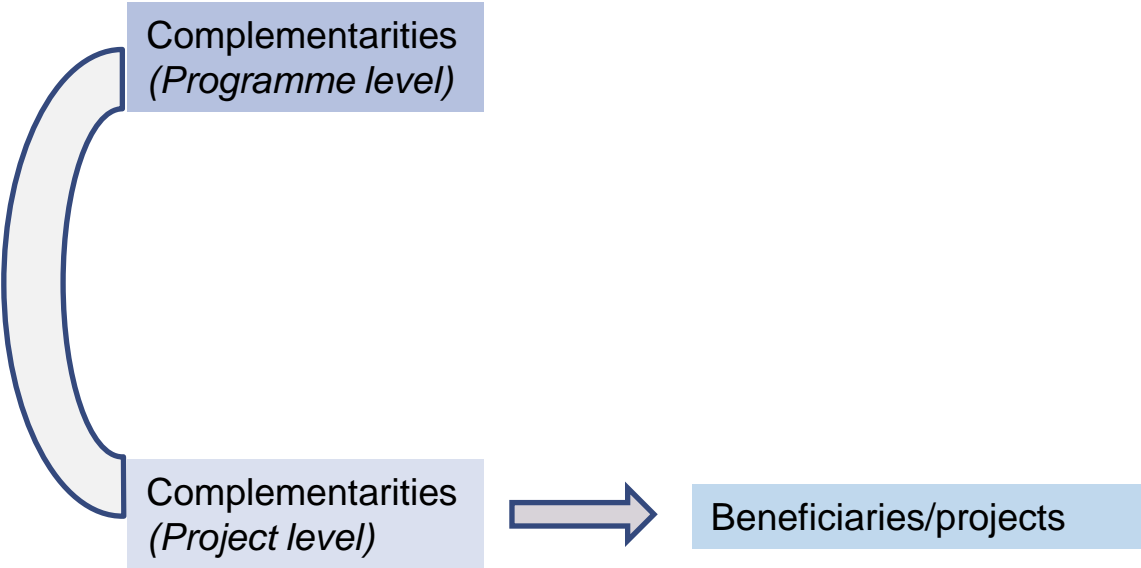 Complementarities
(Programme level)
Complementarities
(Project level)
Beneficiaries/projects